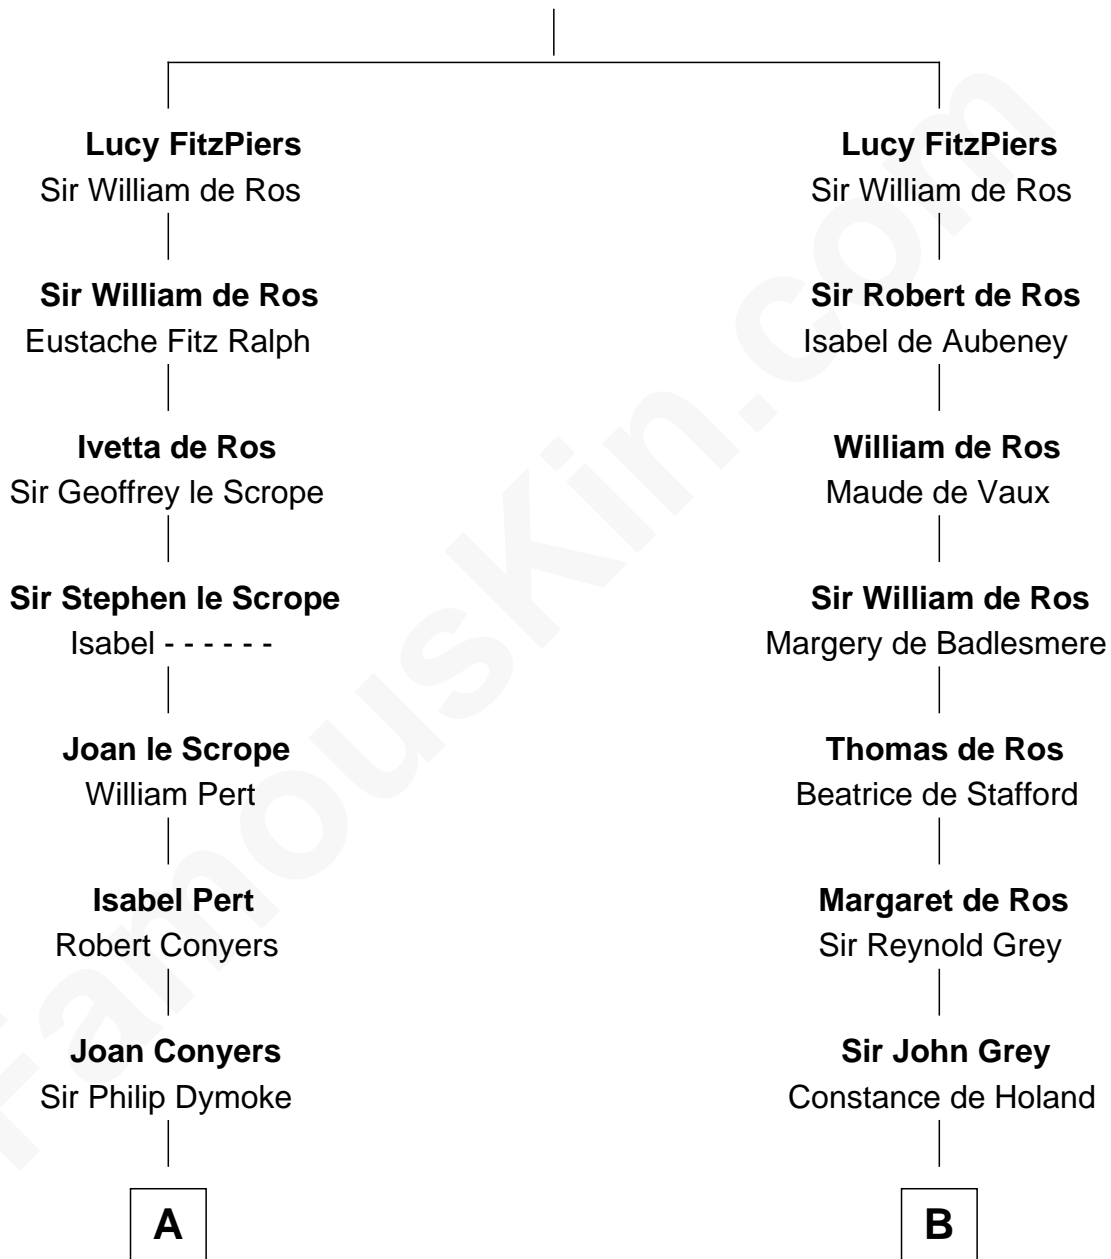 Lucy FitzPiers
Sir William de Ros
Sir William de Ros
Eustache Fitz Ralph
Ivetta de Ros
Sir Geoffrey le Scrope
Sir Stephen le Scrope
Isabel - - - - - -
Joan le Scrope
William Pert
Isabel Pert
Robert Conyers
Joan Conyers
Sir Philip Dymoke
A
Lucy FitzPiers
Sir William de Ros
Sir Robert de Ros
Isabel de Aubeney
William de Ros
Maude de Vaux
Sir William de Ros
Margery de Badlesmere
Thomas de Ros
Beatrice de Stafford
Margaret de Ros
Sir Reynold Grey
Sir John Grey
Constance de Holand
B
FamousKin.com